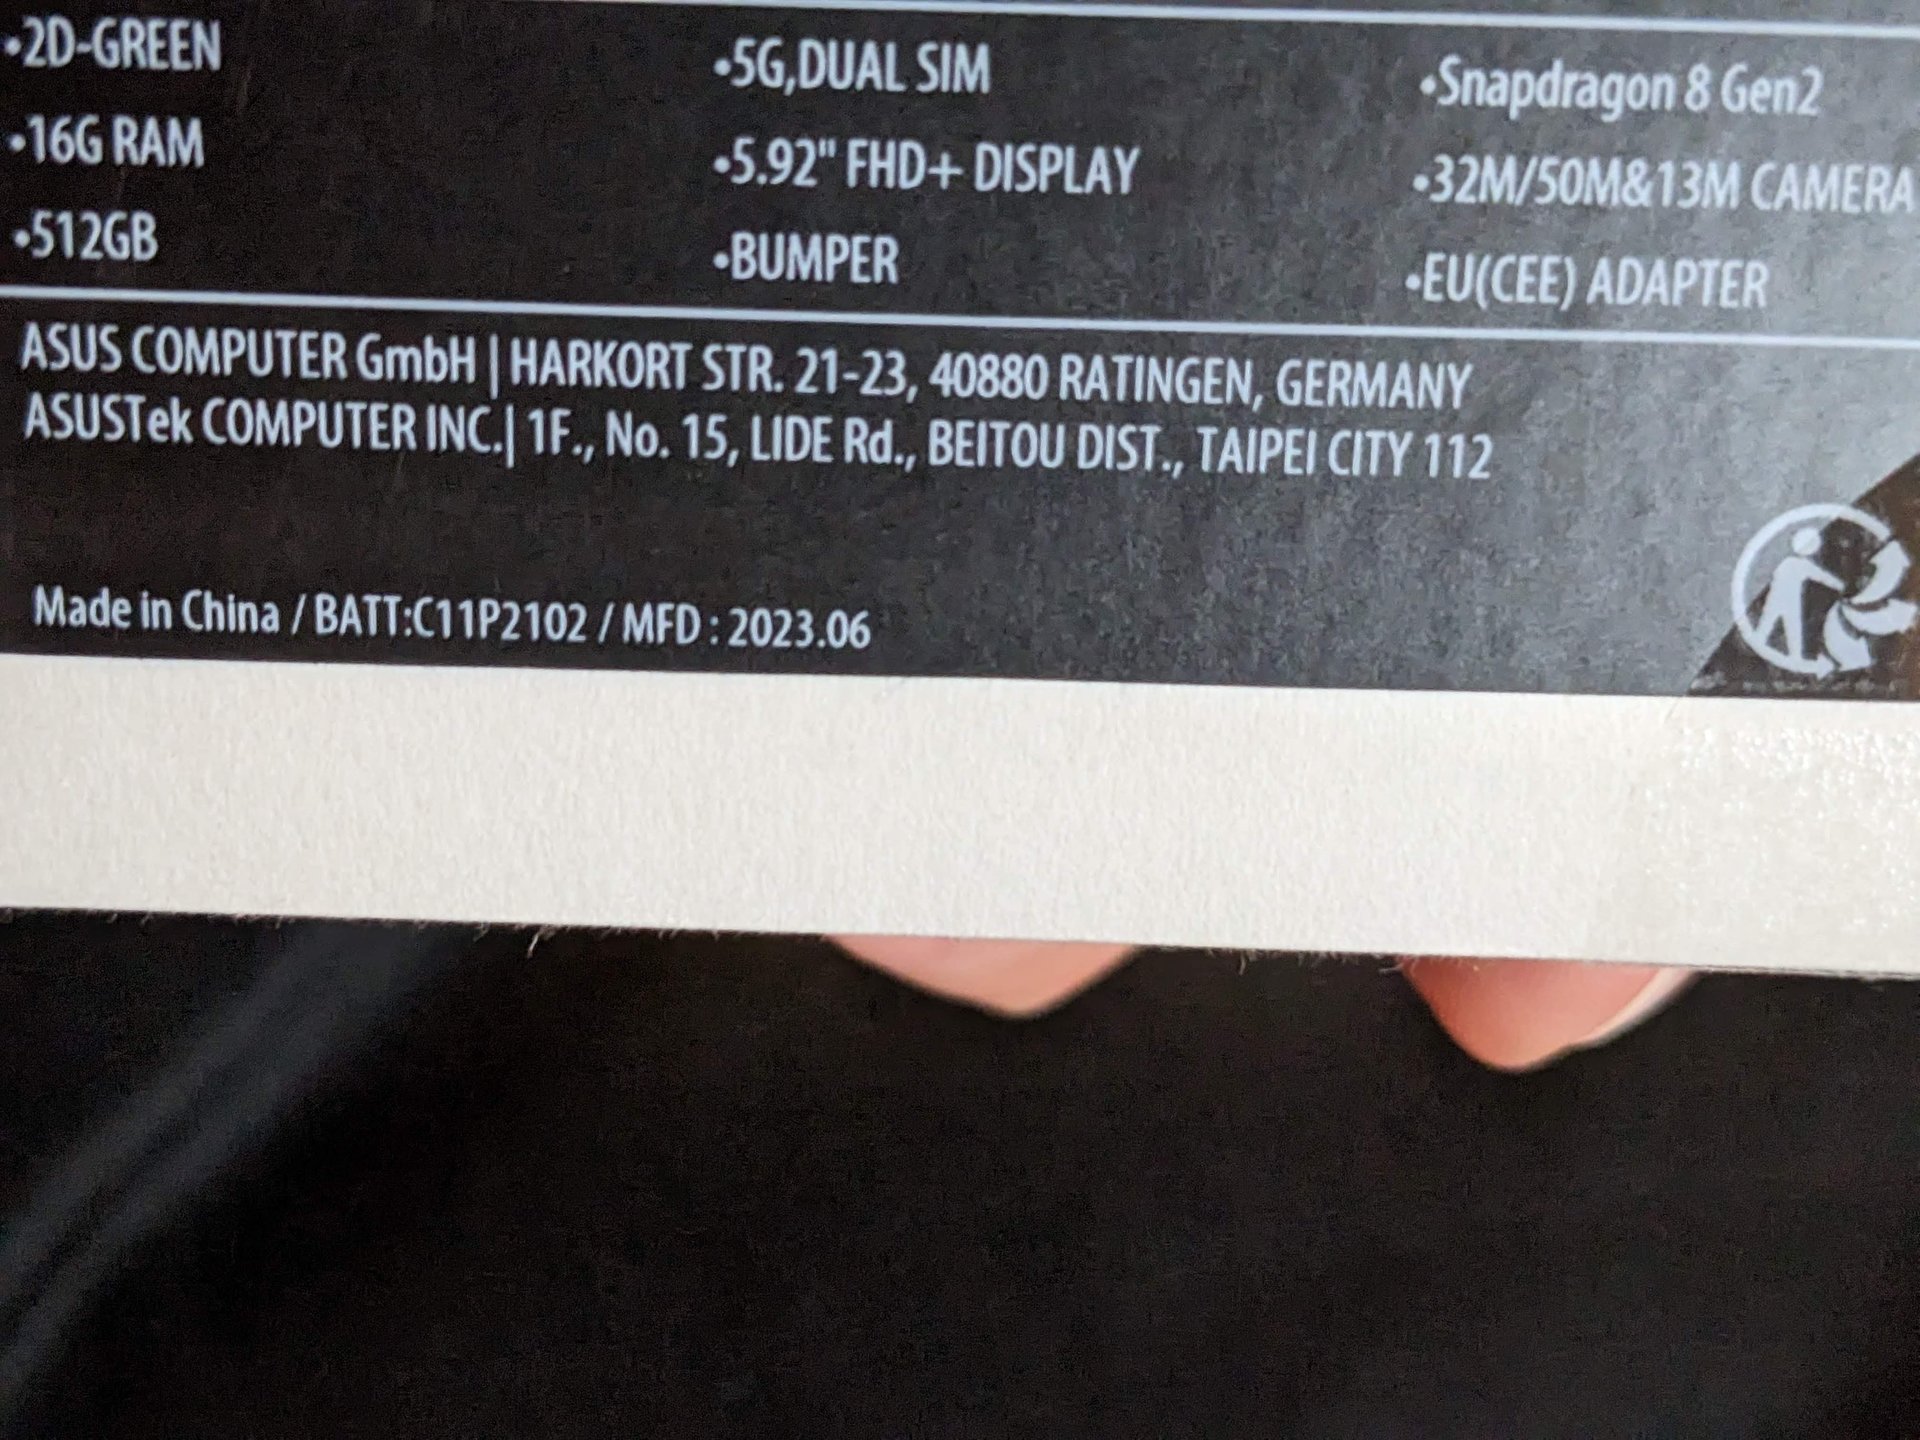 •2D-GREEN •5G,DUAL SIM •Snapdragon 8 Gen2
•16G RAM •5.92" FHD+ DISPLAY •32M/50M&13M CAMERA
•512GB •BUMPER •EU(CEE) ADAPTER
ASUS COMPUTER GmbH | HARKORT STR. 21-23, 40880 RATINGEN, GERMANY
ASUSTek COMPUTER INC.| 1F., No. 15, LIDE Rd., BEITOU DIST., TAIPEI CITY 112
Made in China / BATT:C11P2102 / MFD : 2023.06